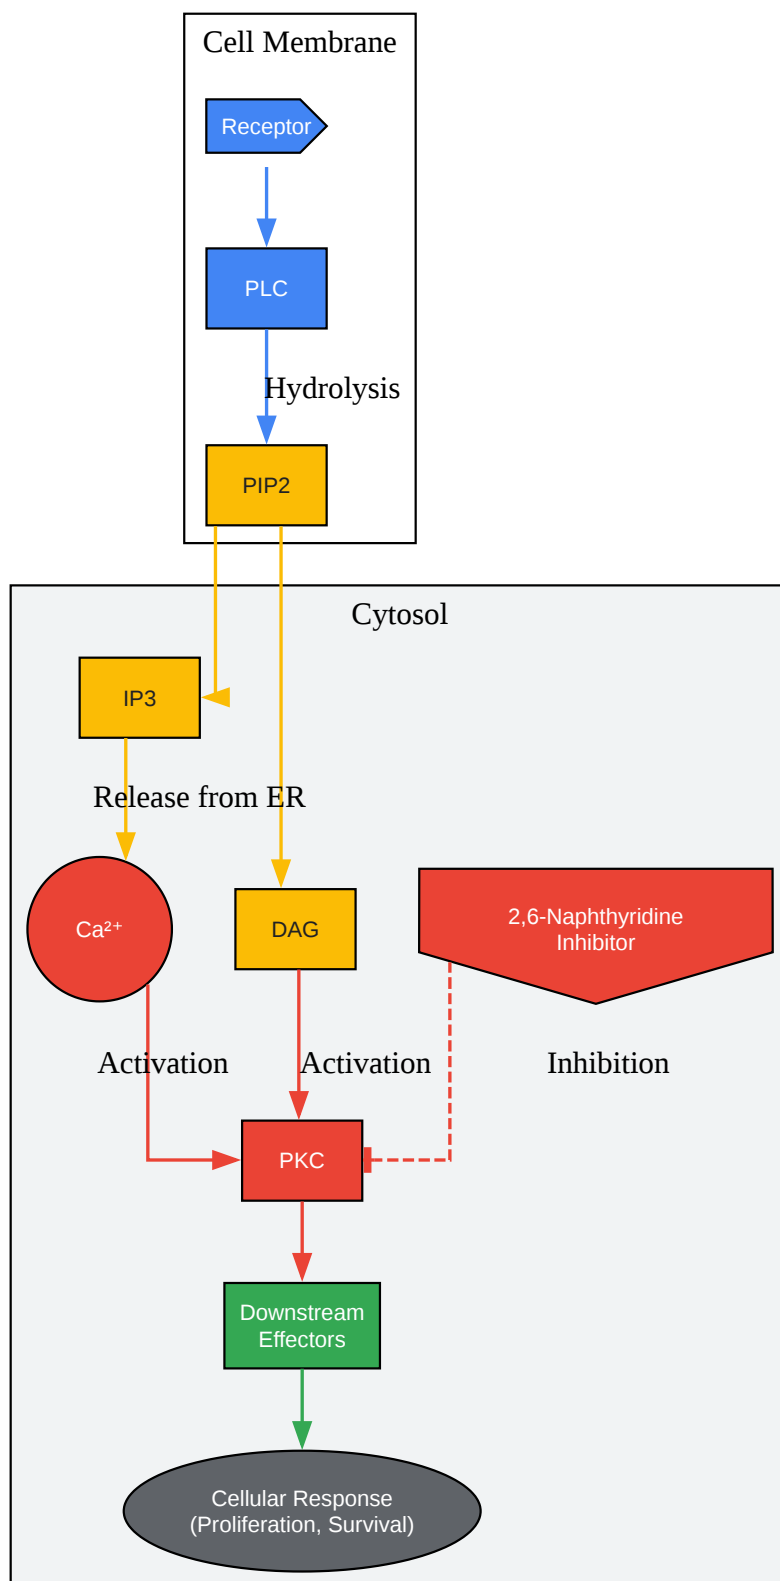 Cell Membrane
Receptor
PLC
Hydrolysis
PIP2
Cytosol
IP3
Release from ER
Ca²⁺
DAG
2,6-Naphthyridine
Inhibitor
Activation
Activation
Inhibition
PKC
Downstream
Effectors
Cellular Response
(Proliferation, Survival)